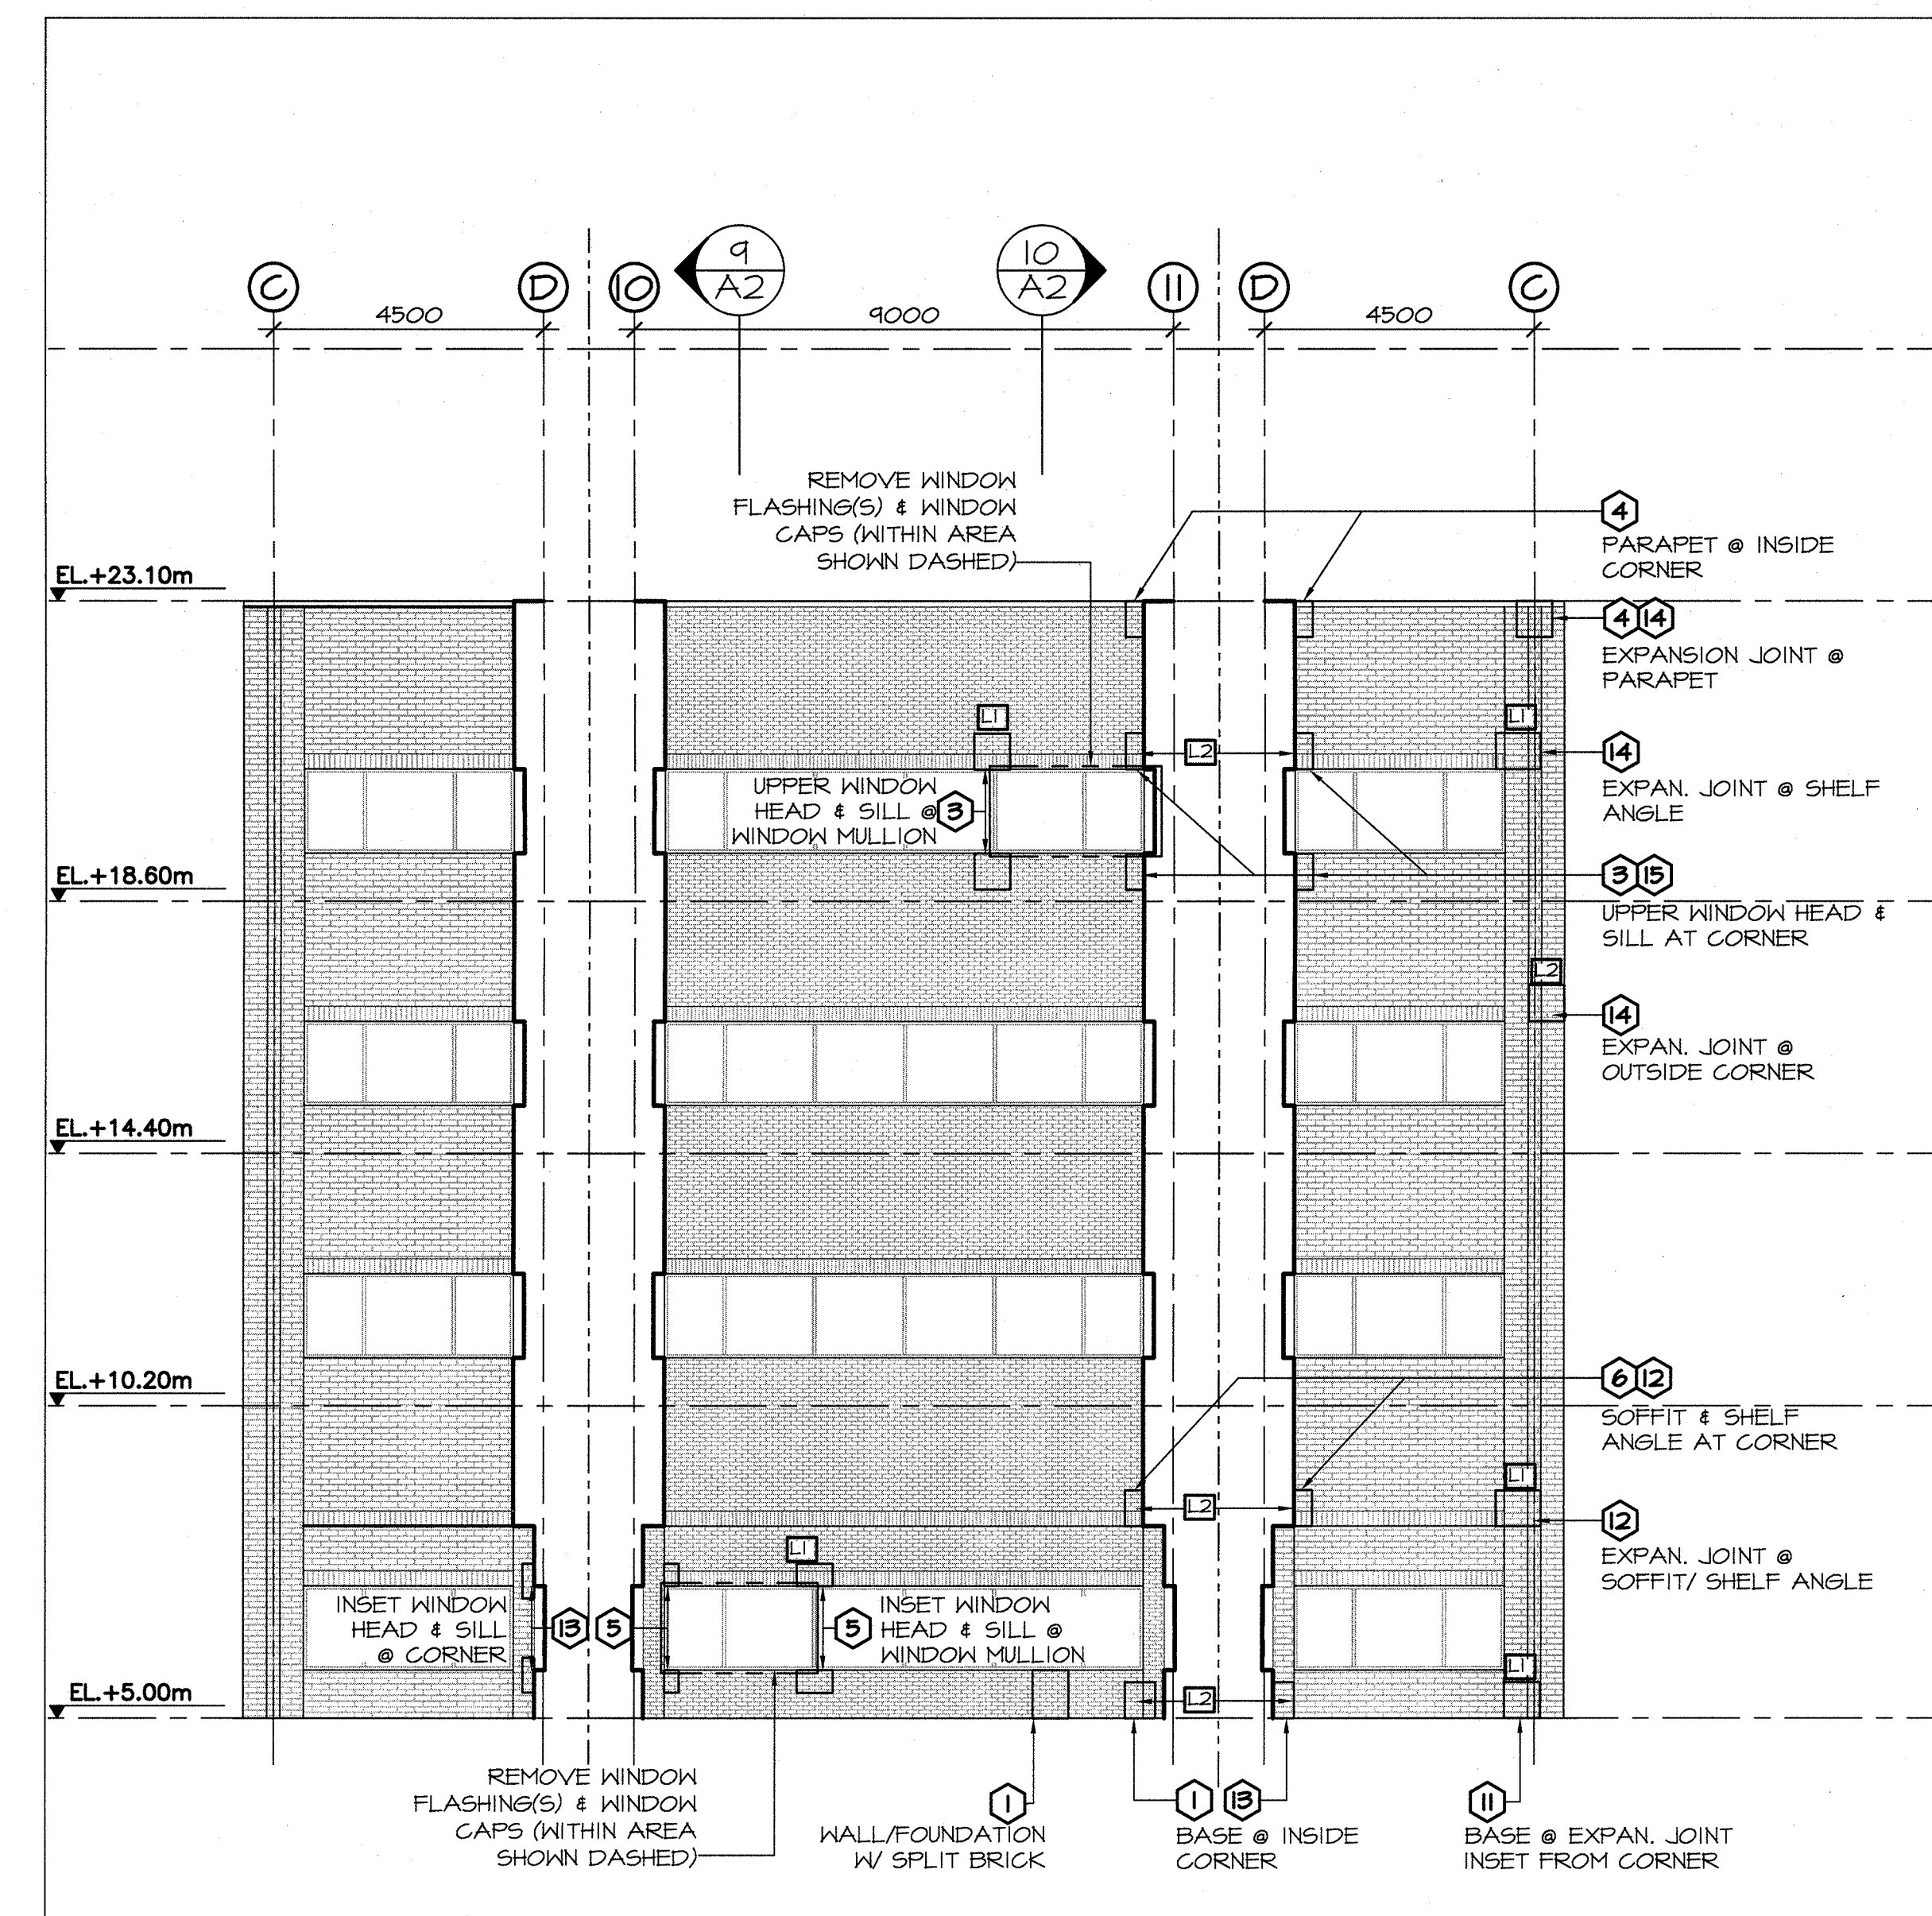 9
A2
10
A2
C
D
10
11
D
C
4500
9000
4500
REMOVE WINDOW
FLASHING(S) & WINDOW
CAPS (WITHIN AREA
SHOWN DASHED)
4
PARAPET @ INSIDE
CORNER
EL.+23.10m
4 14
EXPANSION JOINT @
PARAPET
L1
L1
L2
14
EXPAN. JOINT @ SHELF
ANGLE
UPPER WINDOW
HEAD & SILL @
WINDOW MULLION
3
EL.+18.60m
3 15
UPPER WINDOW HEAD &
SILL AT CORNER
L2
14
EXPAN. JOINT @
OUTSIDE CORNER
EL.+14.40m
EL.+10.20m
6 12
SOFFIT & SHELF
ANGLE AT CORNER
L1
L2
12
EXPAN. JOINT @
SOFFIT/ SHELF ANGLE
L1
INSET WINDOW
HEAD & SILL
@ CORNER
13
5
5
INSET WINDOW
HEAD & SILL @
WINDOW MULLION
L1
L2
EL.+5.00m
REMOVE WINDOW
FLASHING(S) & WINDOW
CAPS (WITHIN AREA
SHOWN DASHED)
1
WALL/FOUNDATION
W/ SPLIT BRICK
1 13
BASE @ INSIDE
CORNER
11
BASE @ EXPAN. JOINT
INSET FROM CORNER